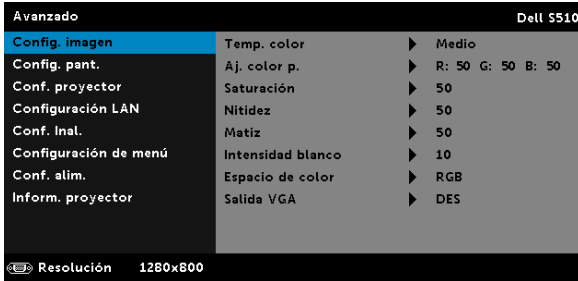 Avanzado Dell S510
Config. imagen Temp. color Medio
Config. pant. Aj. color p. R: 50 G: 50 B: 50
Conf. proyector Saturación 50
Configuración LAN Nitidez 50
Conf. Inal. Matiz 50
Configuración de menú Intensidad blanco 10
Conf. alim. Espacio de color RGB
Inform. proyector Salida VGA DES
Resolución 1280x800